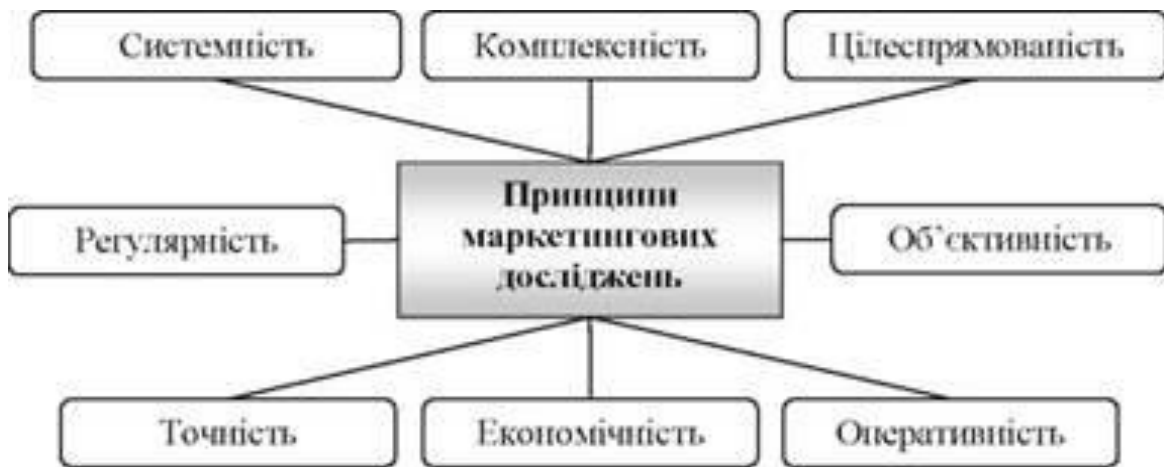 Системність
Комплексність
Цілеспрямованість
Принципи
маркетингових
досліджень
Регулярність
Об`єктивність
Точність
Економічність
Оперативність